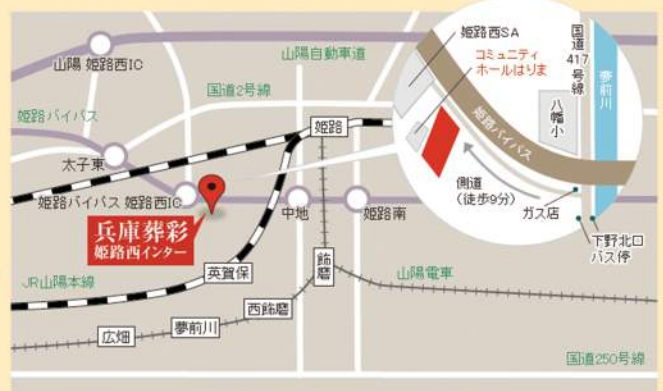 山陽 姫路西IC
山陽自動車道
国道2号線
姫路バイパス
太子東
姫路
姫路バイパス 姫路西IC
兵庫葬彩
姫路西インター
中地
姫路南
JR山陽本線
英賀保
飾磨
山陽電車
西飾磨
夢前川
広畑
国道250号線
姫路西SA
コミュニティ
ホールはりま
国道417号線
夢前川
八幡小
姫路バイパス
側道
(徒歩9分)
ガス店
下野北口
バス停